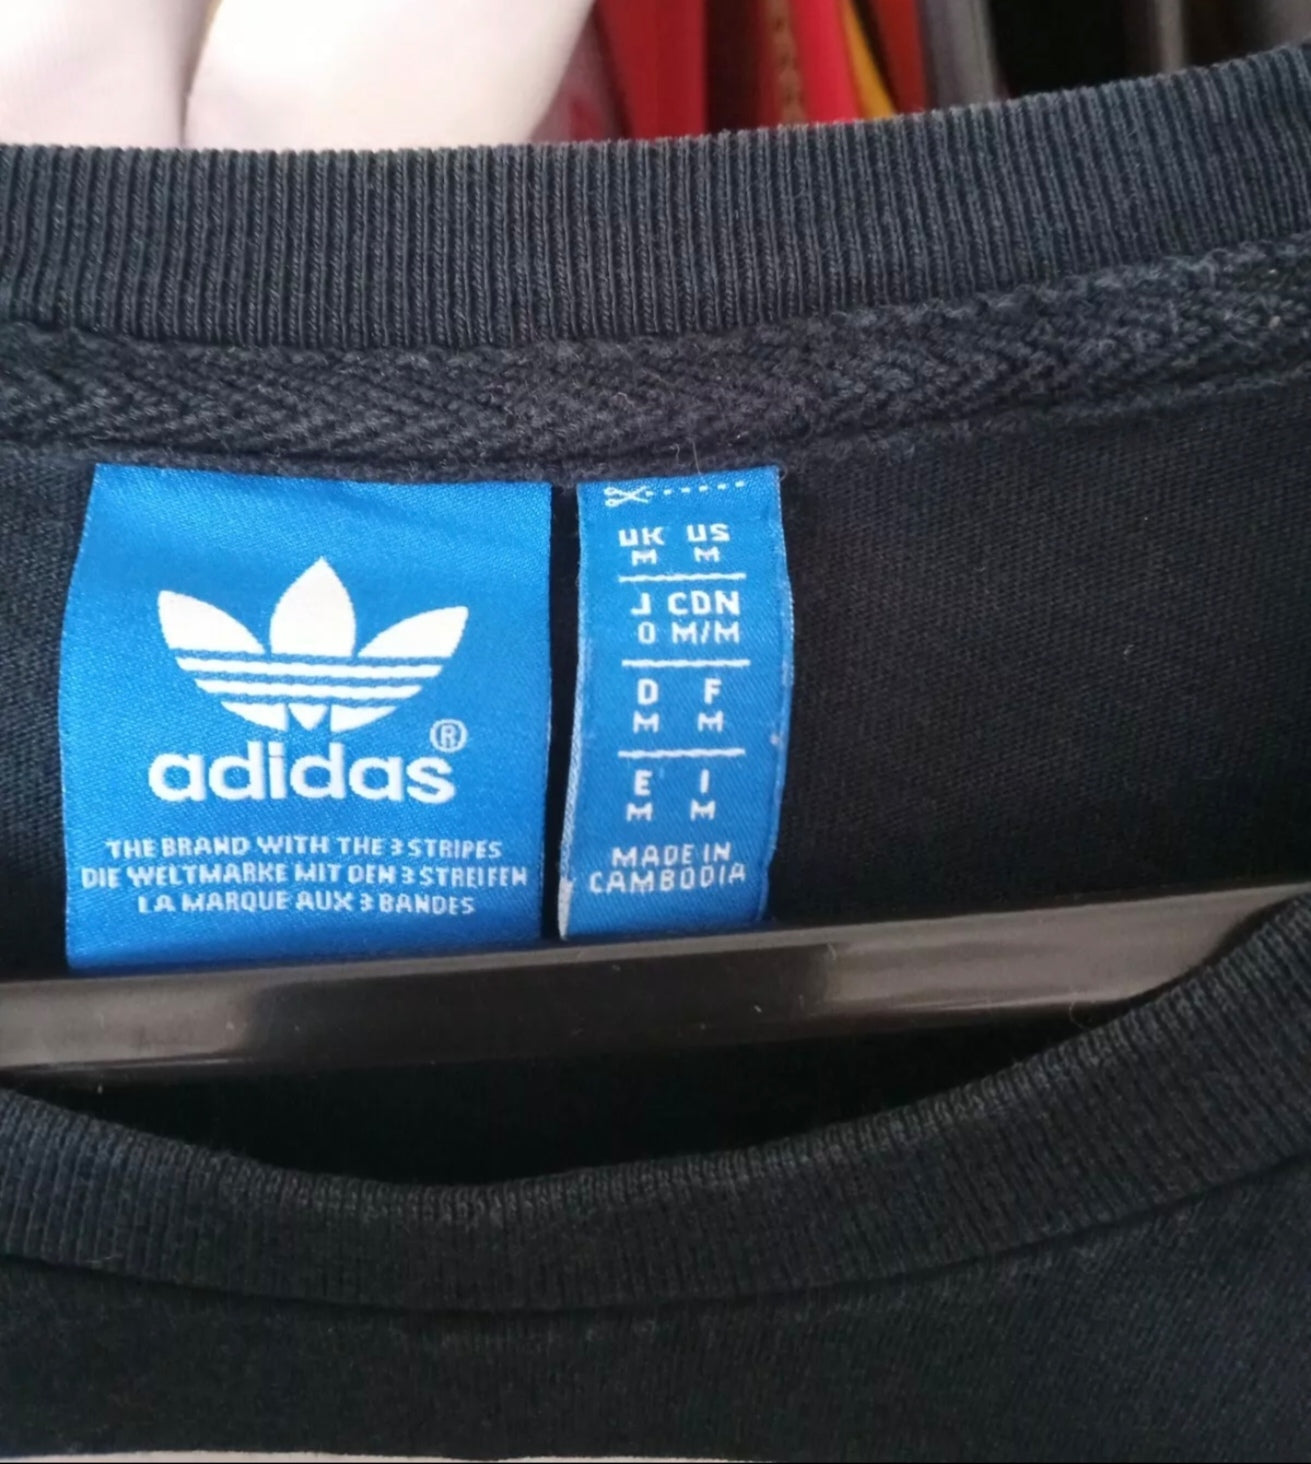 adidas®
THE BRAND WITH THE 3 STRIPES
DIE WELTMARKE MIT DEN 3 STREIFEN
LA MARQUE AUX 3 BANDES
UK US
M M
J CDN
O M/M
D F
M M
E I
M M
MADE IN
CAMBODIA